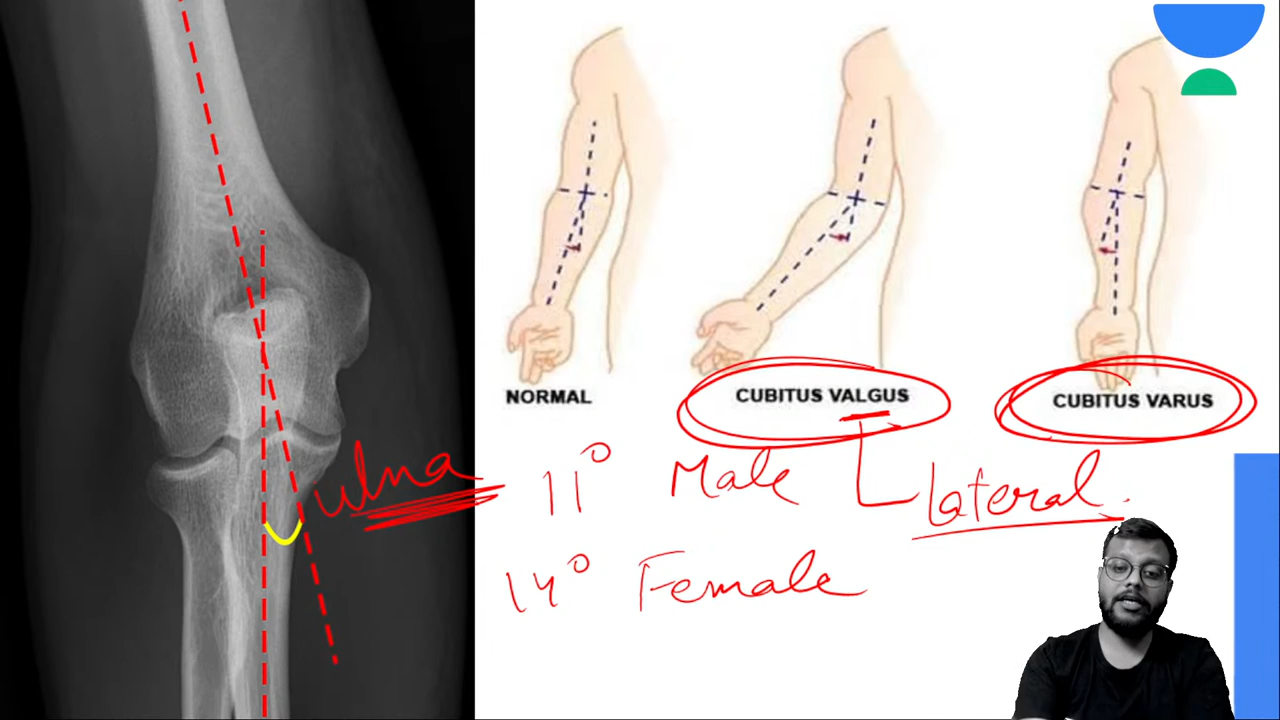 NORMAL
CUBITUS VALGUS
CUBITUS VARUS
Ulna
11° Male
Lateral.
14° Female